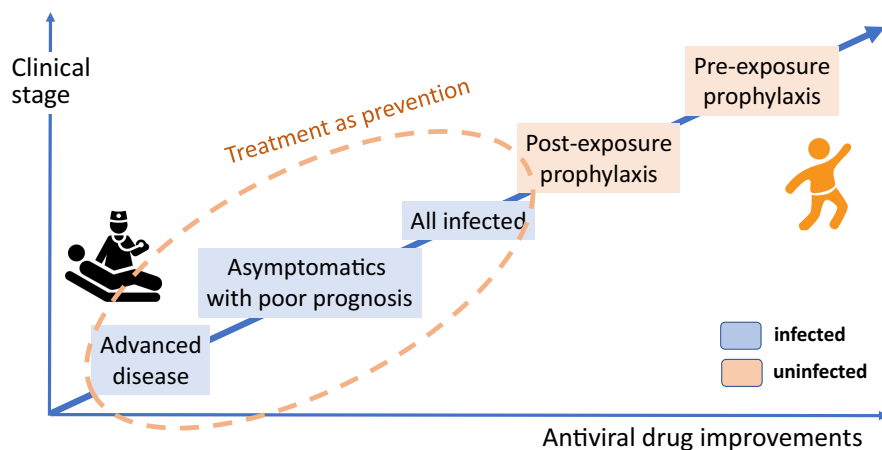 Clinical
stage
Treatment as prevention
Pre-exposure
prophylaxis
Post-exposure
prophylaxis
All infected
Asymptomatics
with poor prognosis
Advanced
disease
infected
uninfected
Antiviral drug improvements